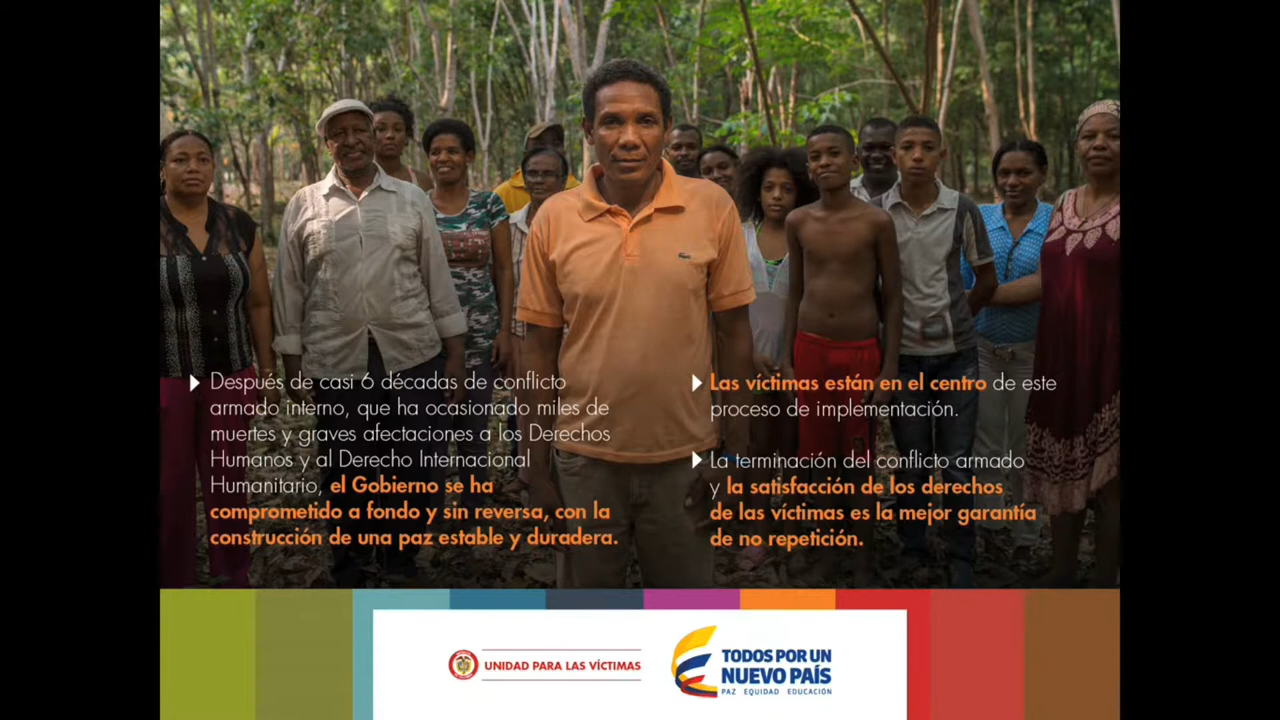 Después de casi 6 décadas de conflicto
armado interno, que ha ocasionado miles de
muertes y graves afectaciones a los Derechos
Humanos y al Derecho Internacional
Humanitario, el Gobierno se ha
comprometido a fondo y sin reversa, con la
construcción de una paz estable y duradera.
Las víctimas están en el centro de este
proceso de implementación.
La terminación del conflicto armado
y la satisfacción de los derechos
de las víctimas es la mejor garantía
de no repetición.
UNIDAD PARA LAS VÍCTIMAS
TODOS POR UN
NUEVO PAÍS
PAZ EQUIDAD EDUCACIÓN